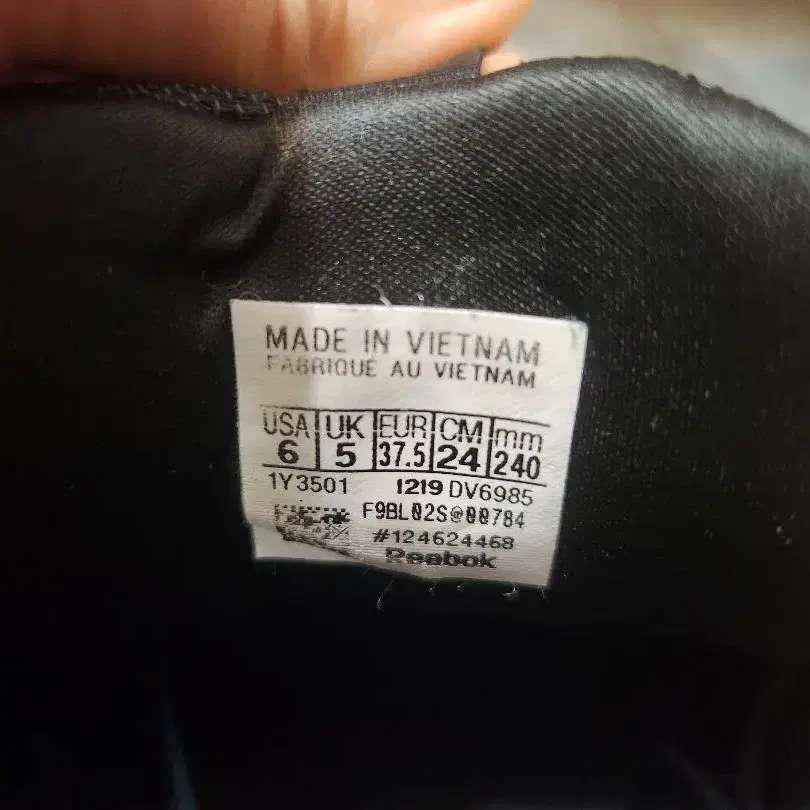 MADE IN VIETNAM
FABRIQUE AU VIETNAM
USA UK EUR CM mm
6 5 37.5 24 240
1Y3501 1219 DV6985
F9BL02S@00784
#124624468
Reebok